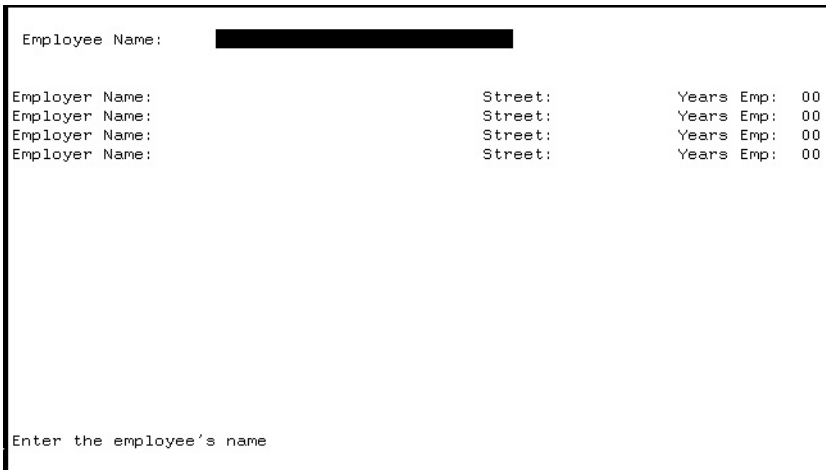 Employee Name:
Employer Name: Street: Years Emp: 00
Employer Name: Street: Years Emp: 00
Employer Name: Street: Years Emp: 00
Employer Name: Street: Years Emp: 00
Enter the employee's name